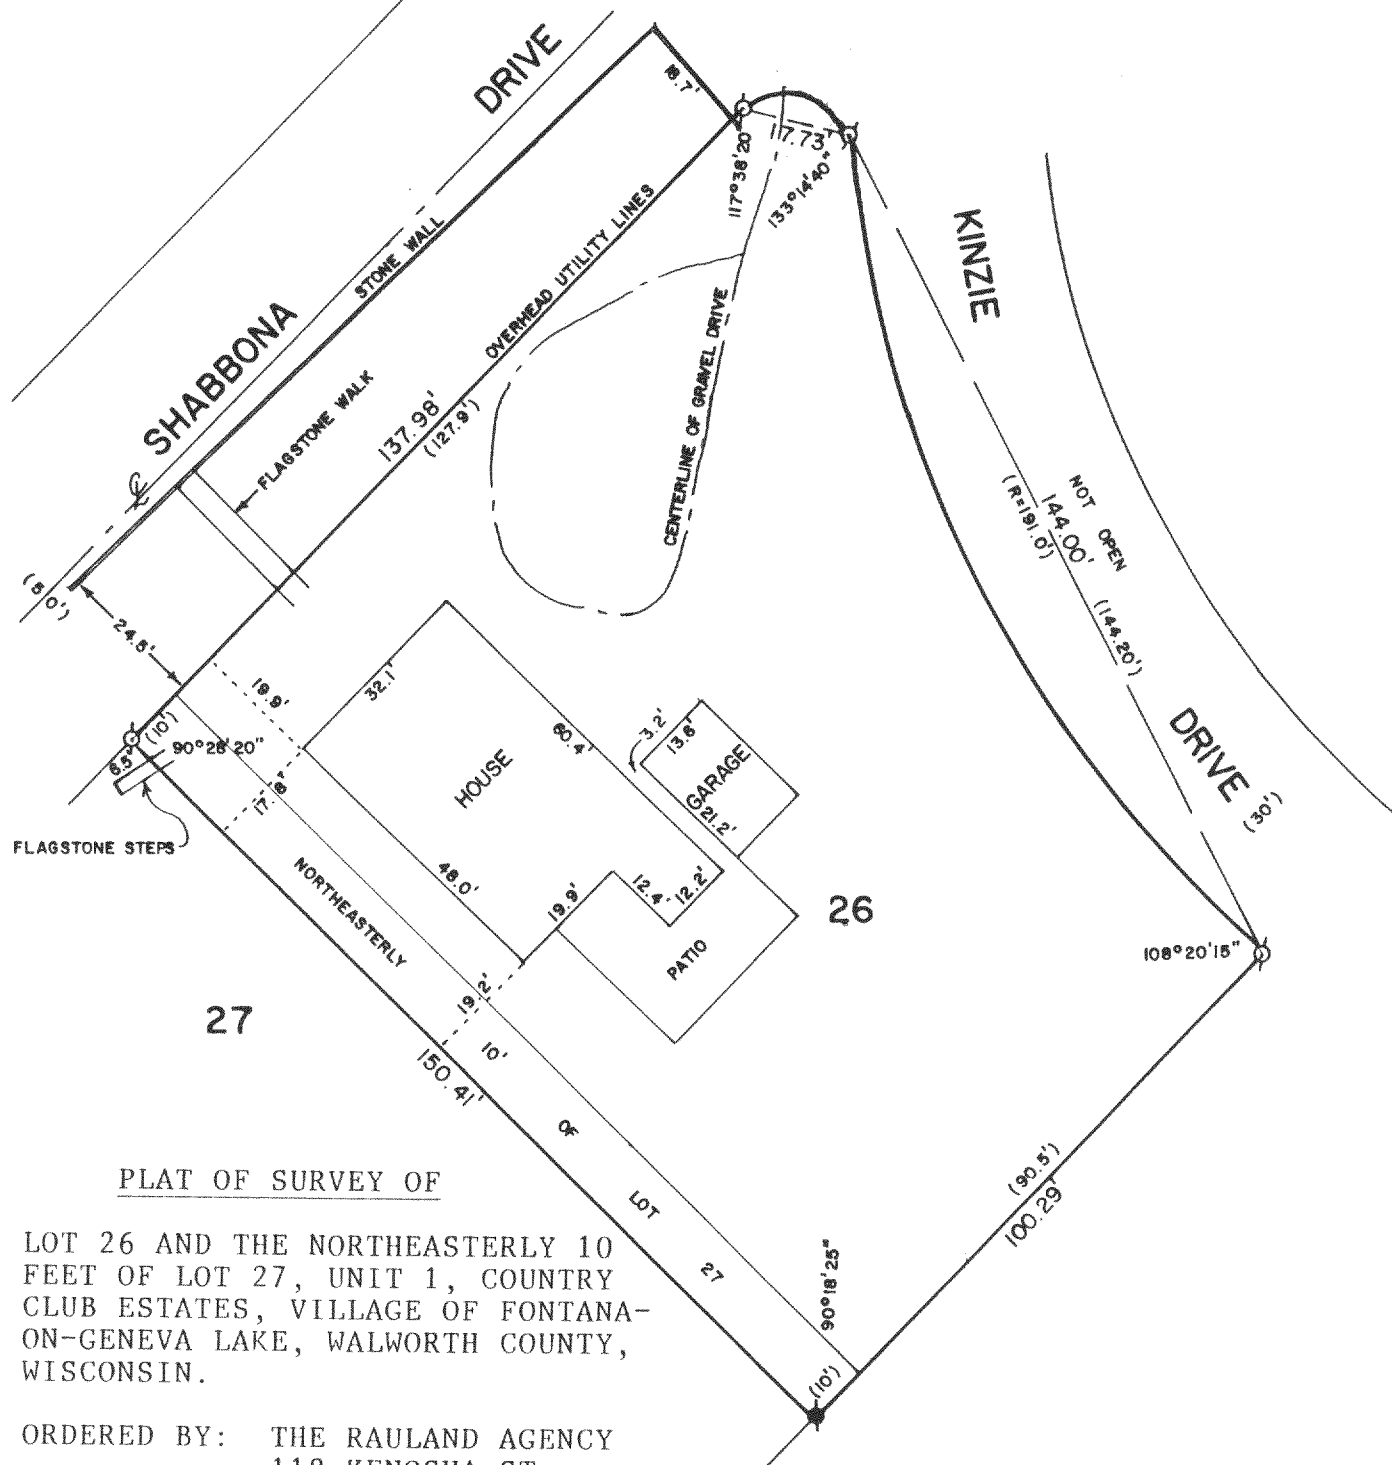 SHABBONA DRIVE
18.7'
17.73'
117°38'20"
133°14'40"
STONE WALL
OVERHEAD UTILITY LINES
KINZIE DRIVE
(30')
CENTERLINE OF GRAVEL DRIVE
FLAGSTONE WALK
137.98'
(127.9')
NOT OPEN
144.00'
(R=191.0')
(144.20')
(50')
24.5'
19.9'
32.1'
(10')
90°28'20"
6.5'
17.8'
FLAGSTONE STEPS
HOUSE
60.4'
3.2'
13.6'
GARAGE
21.2'
48.0'
19.9'
12.4'
12.2'
PATIO
26
108°20'15"
27
19.2'
150.41'
NORTHEASTERLY 10' OF LOT 27
(90.5')
100.29'
90°18'25"
(10')
PLAT OF SURVEY OF
LOT 26 AND THE NORTHEASTERLY 10
FEET OF LOT 27, UNIT 1, COUNTRY
CLUB ESTATES, VILLAGE OF FONTANA-
ON-GENEVA LAKE, WALWORTH COUNTY,
WISCONSIN.
ORDERED BY: THE RAULAND AGENCY